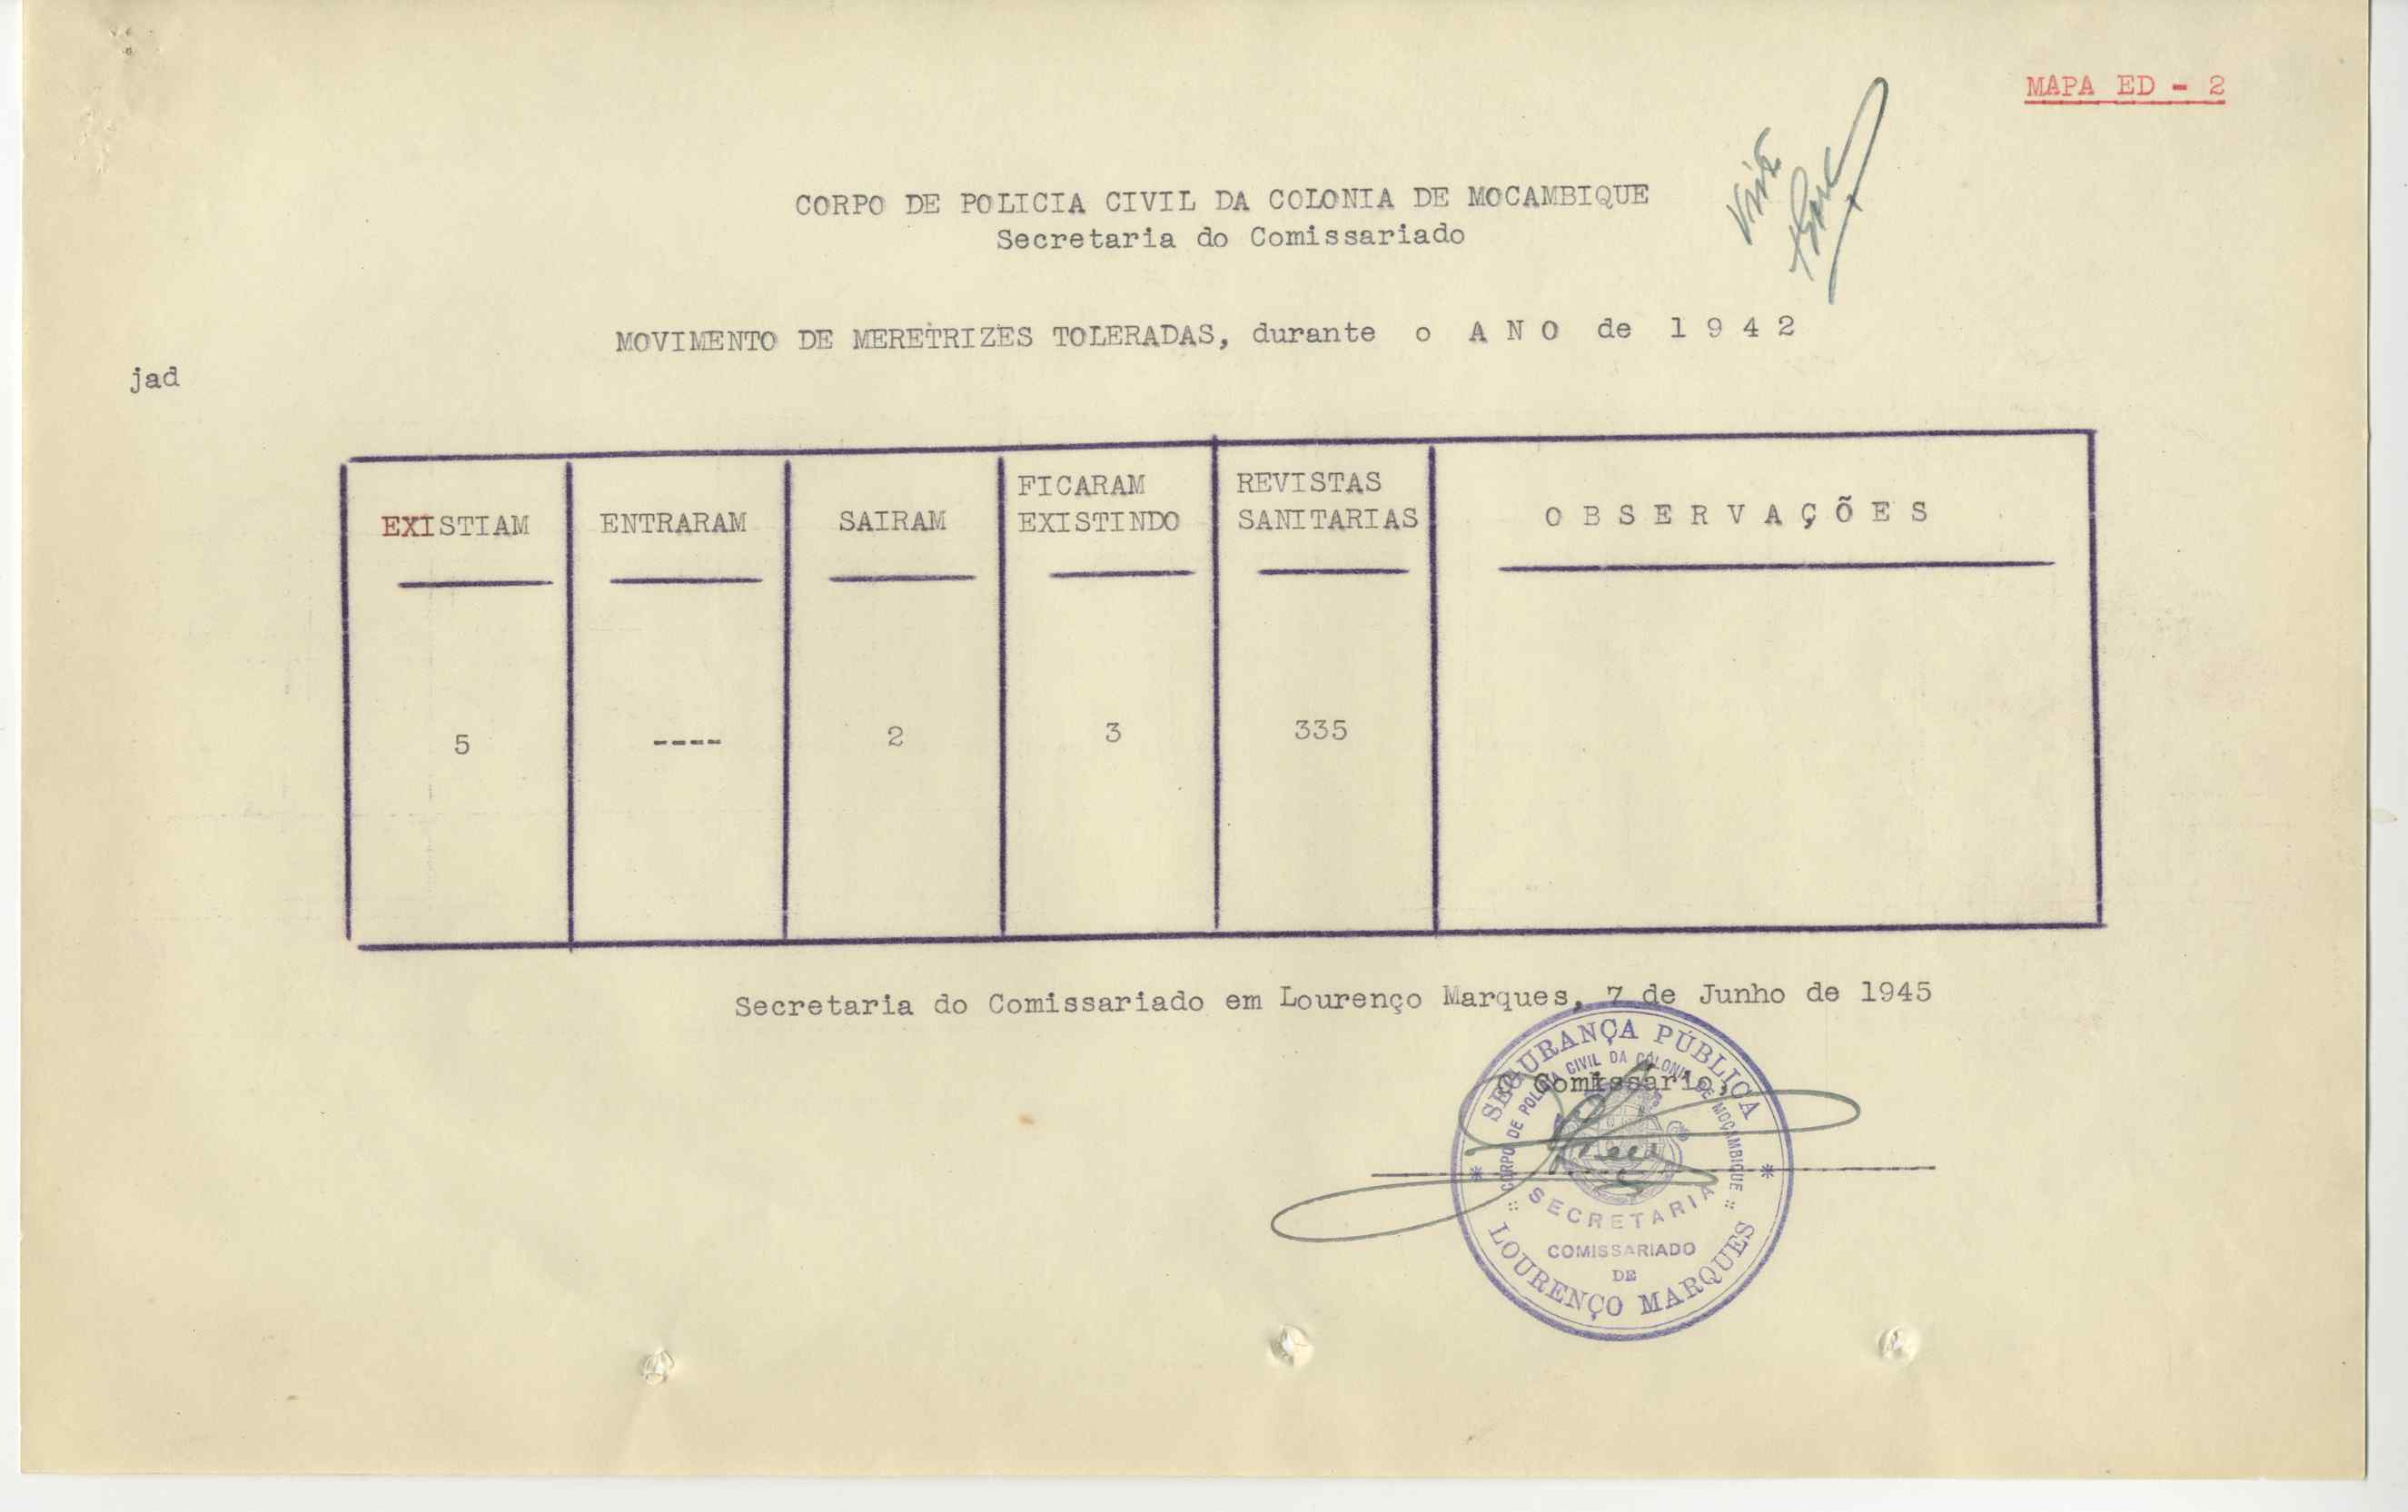 MAPA ED - 2
CORPO DE POLICIA CIVIL DA COLONIA DE MOCAMBIQUE
Secretaria do Comissariado
MOVIMENTO DE MERETRIZES TOLERADAS, durante o A N O de 1 9 4 2
jad
EXISTIAM
ENTRARAM
SAIRAM
FICARAM
EXISTINDO
REVISTAS
SANITARIAS
O B S E R V A Ç Õ E S
5
----
2
3
335
Secretaria do Comissariado em Lourenço Marques, 7 de Junho de 1945
O Comissario,
SEGURANÇA PÚBLICA
CORPO DE POLICIA CIVIL DA COLONIA DE MOÇAMBIQUE
SECRETARIA
COMISSARIADO
DE
LOURENÇO MARQUES